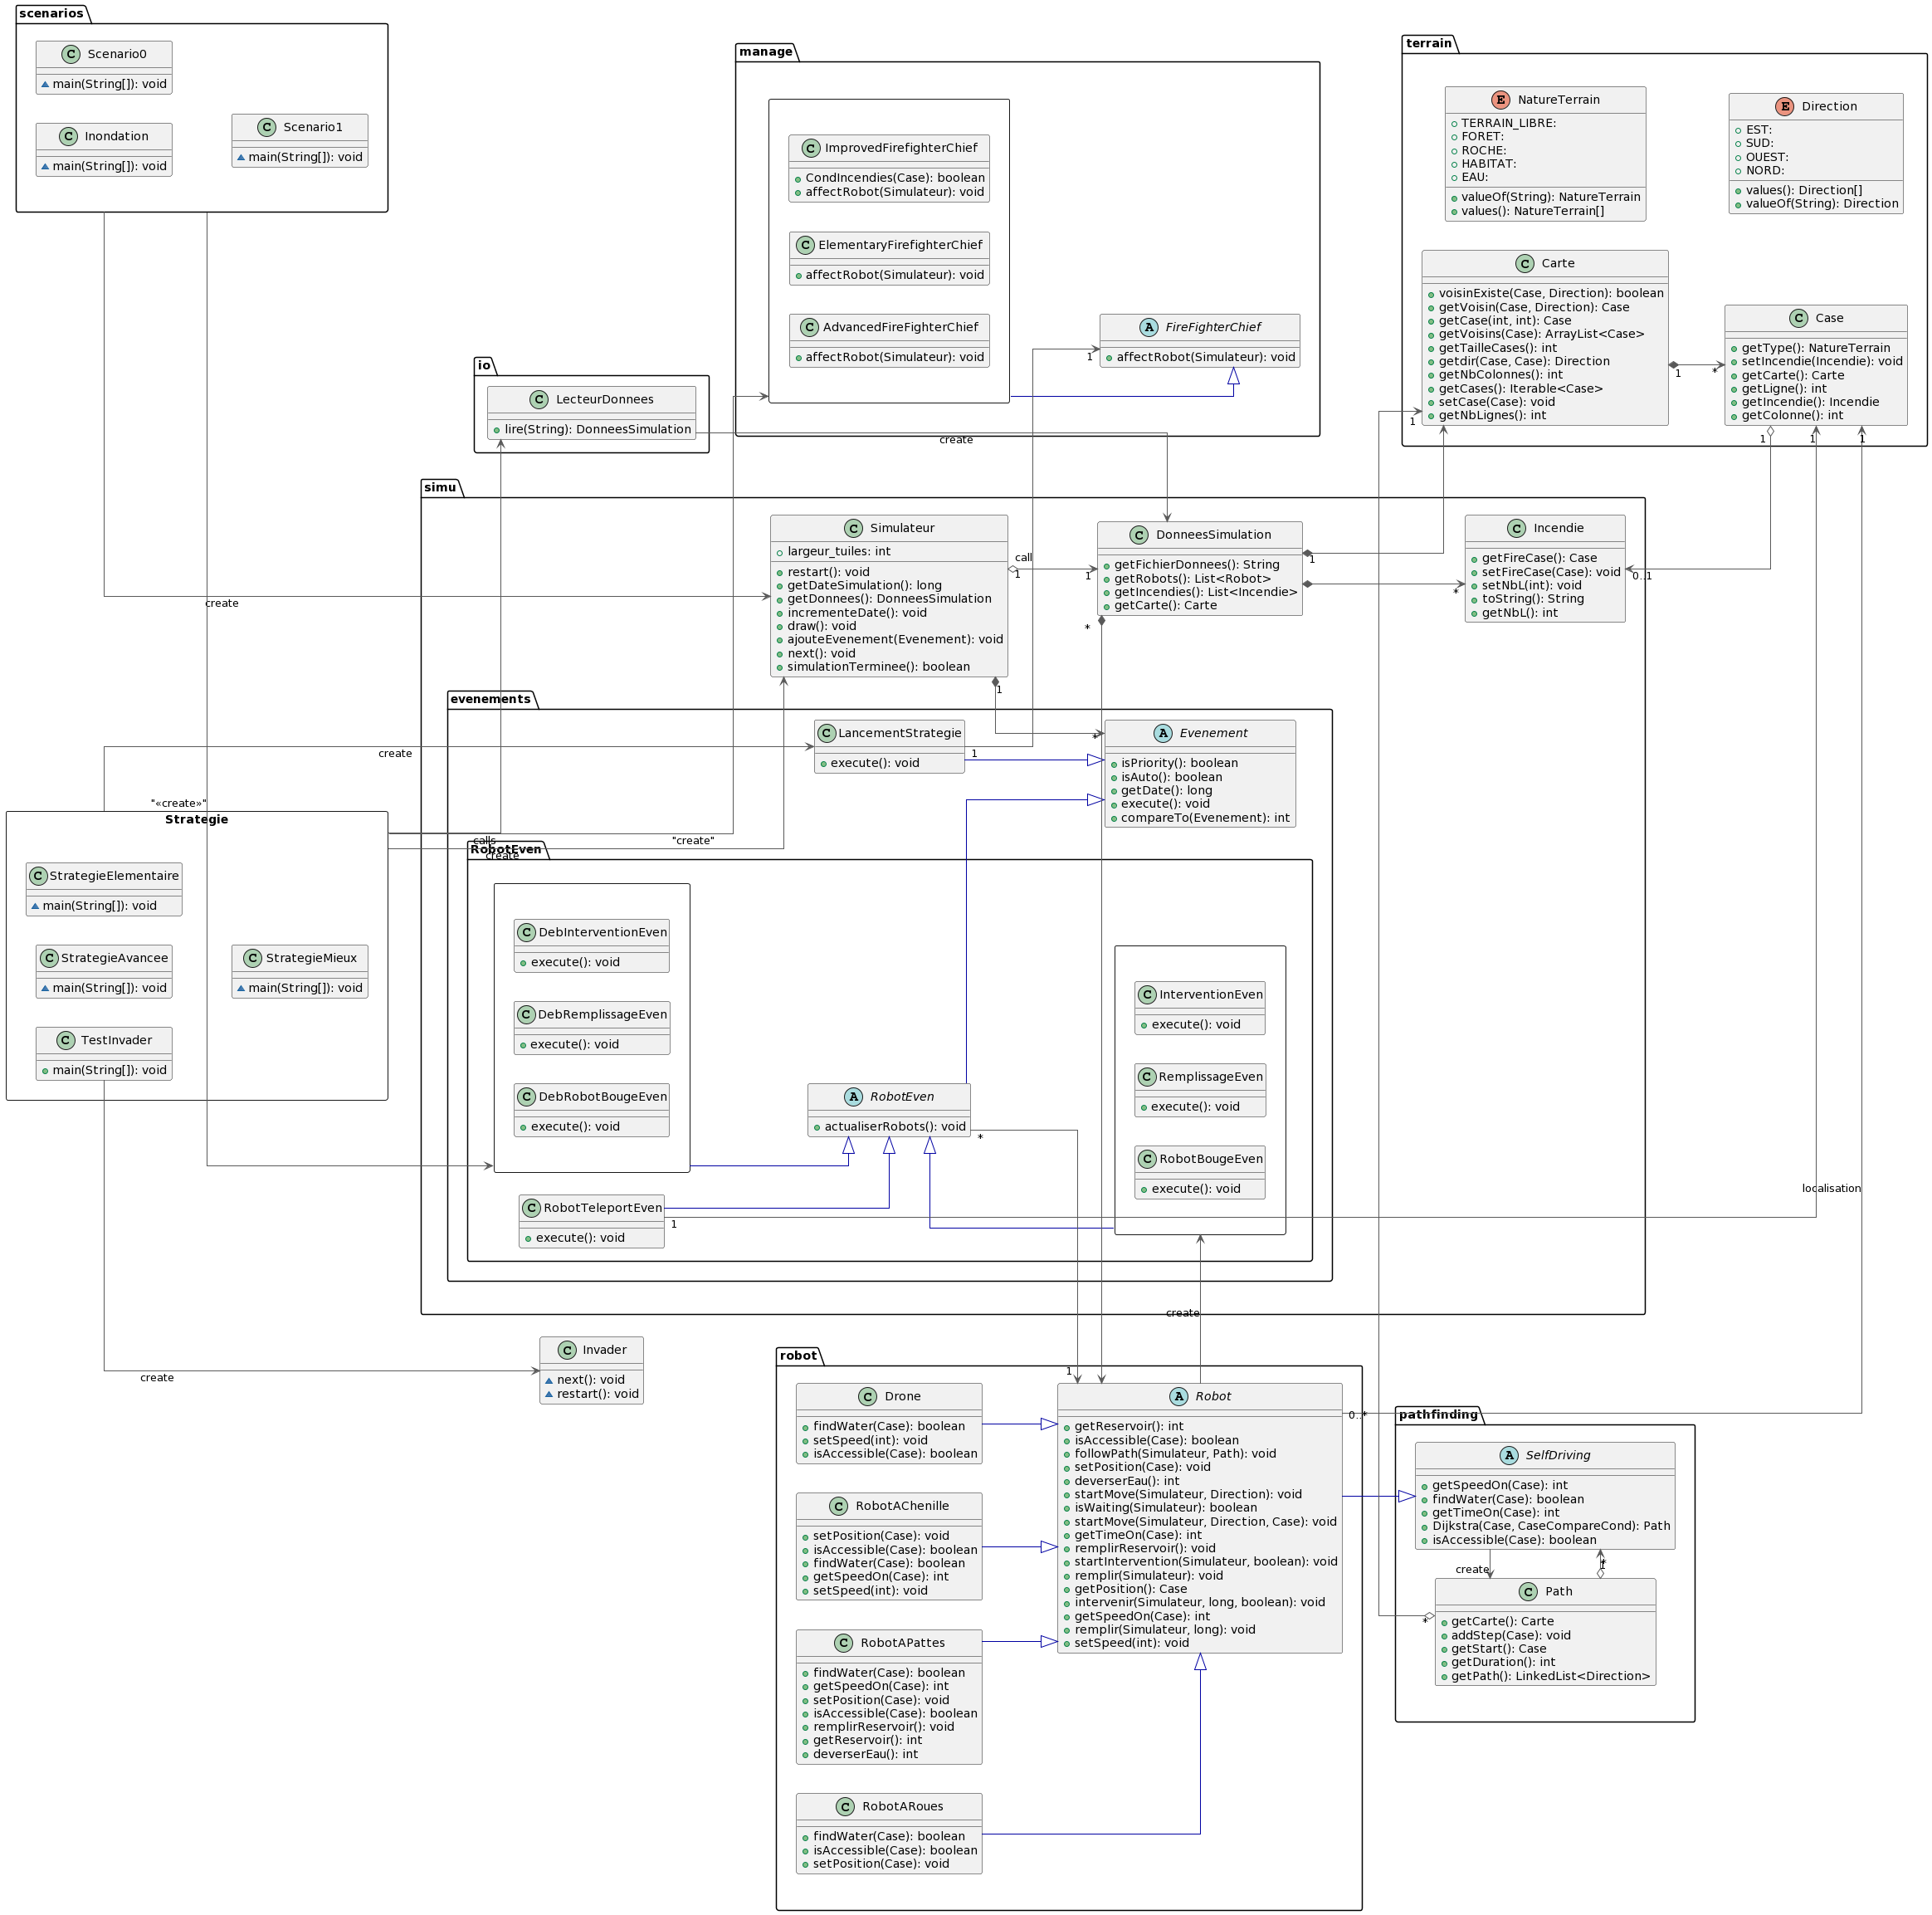 scenarios
C Scenario0
main(String[]): void
C Inondation
main(String[]): void
C Scenario1
main(String[]): void
manage
C ImprovedFirefighterChief
CondIncendies(Case): boolean
affectRobot(Simulateur): void
C ElementaryFirefighterChief
affectRobot(Simulateur): void
C AdvancedFireFighterChief
affectRobot(Simulateur): void
A FireFighterChief
affectRobot(Simulateur): void
1
terrain
E NatureTerrain
TERRAIN_LIBRE:
FORET:
ROCHE:
HABITAT:
EAU:
valueOf(String): NatureTerrain
values(): NatureTerrain[]
E Direction
EST:
SUD:
OUEST:
NORD:
values(): Direction[]
valueOf(String): Direction
C Carte
voisinExiste(Case, Direction): boolean
getVoisin(Case, Direction): Case
getCase(int, int): Case
getVoisins(Case): ArrayList<Case>
getTailleCases(): int
getdir(Case, Case): Direction
getNbColonnes(): int
getCases(): Iterable<Case>
setCase(Case): void
getNbLignes(): int
1
1
*
C Case
getType(): NatureTerrain
setIncendie(Incendie): void
getCarte(): Carte
getLigne(): int
getIncendie(): Incendie
getColonne(): int
1
1
1
io
C LecteurDonnees
lire(String): DonneesSimulation
create
simu
C Simulateur
largeur_tuiles: int
restart(): void
getDateSimulation(): long
getDonnees(): DonneesSimulation
incrementeDate(): void
draw(): void
ajouteEvenement(Evenement): void
next(): void
simulationTerminee(): boolean
call
1
1
1
C DonneesSimulation
getFichierDonnees(): String
getRobots(): List<Robot>
getIncendies(): List<Incendie>
getCarte(): Carte
1
*
*
C Incendie
getFireCase(): Case
setFireCase(Case): void
setNbL(int): void
toString(): String
getNbL(): int
0..1
create
evenements
C LancementStrategie
execute(): void
1
*
A Evenement
isPriority(): boolean
isAuto(): boolean
getDate(): long
execute(): void
compareTo(Evenement): int
create
"«create»"
calls
create
"create"
Strategie
C StrategieElementaire
main(String[]): void
C StrategieAvancee
main(String[]): void
C StrategieMieux
main(String[]): void
C TestInvader
main(String[]): void
RobotEven
C DebInterventionEven
execute(): void
C DebRemplissageEven
execute(): void
C DebRobotBougeEven
execute(): void
A RobotEven
actualiserRobots(): void
*
C InterventionEven
execute(): void
C RemplissageEven
execute(): void
C RobotBougeEven
execute(): void
C RobotTeleportEven
execute(): void
1
localisation
create
C Invader
next(): void
restart(): void
create
robot
C Drone
findWater(Case): boolean
setSpeed(int): void
isAccessible(Case): boolean
C RobotAChenille
setPosition(Case): void
isAccessible(Case): boolean
findWater(Case): boolean
getSpeedOn(Case): int
setSpeed(int): void
C RobotAPattes
findWater(Case): boolean
getSpeedOn(Case): int
setPosition(Case): void
isAccessible(Case): boolean
remplirReservoir(): void
getReservoir(): int
deverserEau(): int
C RobotARoues
findWater(Case): boolean
isAccessible(Case): boolean
setPosition(Case): void
1
A Robot
getReservoir(): int
isAccessible(Case): boolean
followPath(Simulateur, Path): void
setPosition(Case): void
deverserEau(): int
startMove(Simulateur, Direction): void
isWaiting(Simulateur): boolean
startMove(Simulateur, Direction, Case): void
getTimeOn(Case): int
remplirReservoir(): void
startIntervention(Simulateur, boolean): void
remplir(Simulateur): void
getPosition(): Case
intervenir(Simulateur, long, boolean): void
getSpeedOn(Case): int
remplir(Simulateur, long): void
setSpeed(int): void
0..*
pathfinding
A SelfDriving
getSpeedOn(Case): int
findWater(Case): boolean
getTimeOn(Case): int
Dijkstra(Case, CaseCompareCond): Path
isAccessible(Case): boolean
create
1
C Path
getCarte(): Carte
addStep(Case): void
getStart(): Case
getDuration(): int
getPath(): LinkedList<Direction>
*